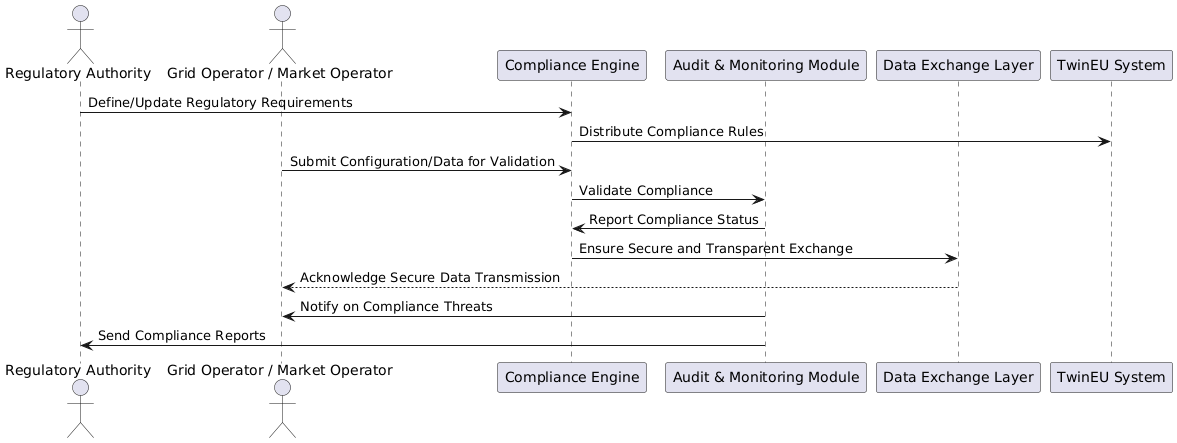 Regulatory Authority
Grid Operator / Market Operator
Compliance Engine
Audit & Monitoring Module
Data Exchange Layer
TwinEU System
Define/Update Regulatory Requirements
Distribute Compliance Rules
Submit Configuration/Data for Validation
Validate Compliance
Report Compliance Status
Ensure Secure and Transparent Exchange
Acknowledge Secure Data Transmission
Notify on Compliance Threats
Send Compliance Reports
Regulatory Authority
Grid Operator / Market Operator
Compliance Engine
Audit & Monitoring Module
Data Exchange Layer
TwinEU System